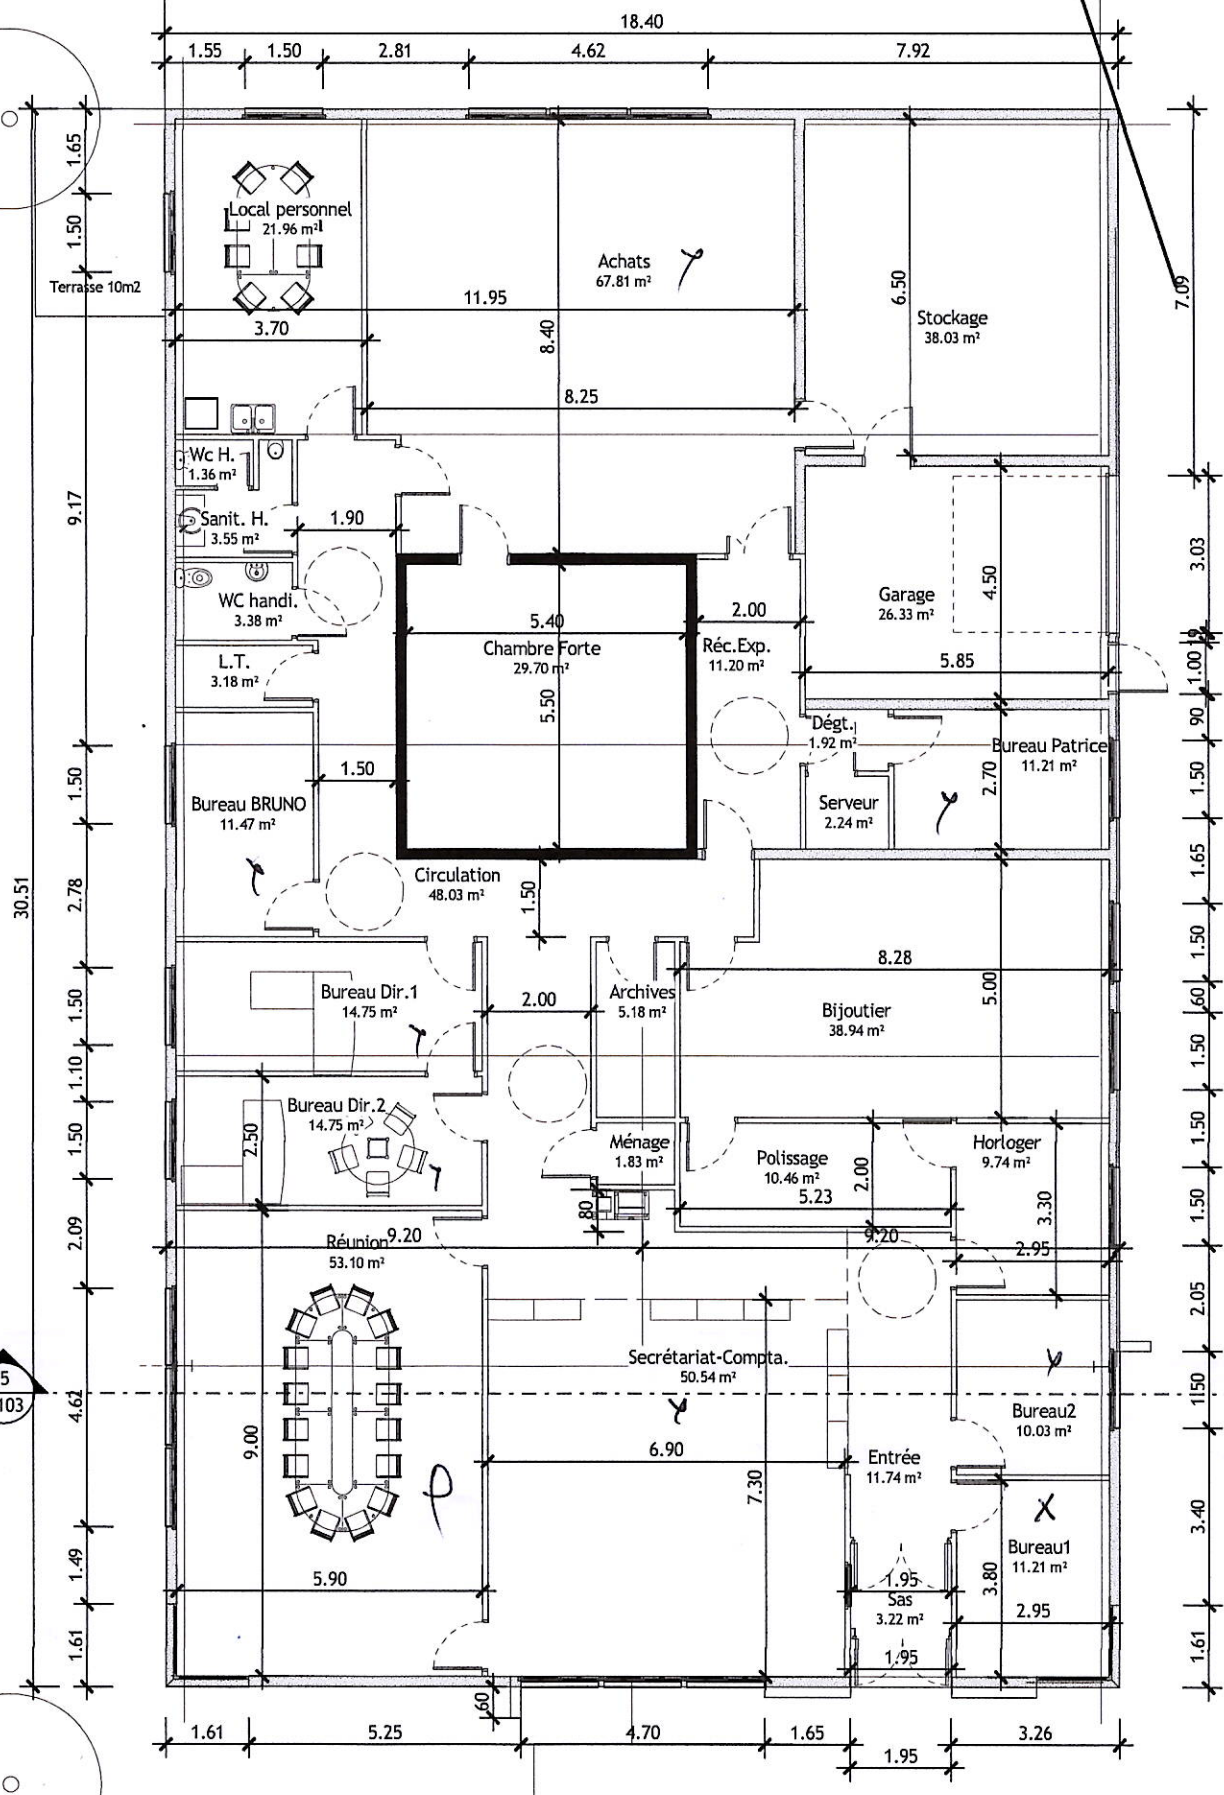 18.40
1.55 1.50 2.81 4.62 7.92
1.65
1.50
9.17
1.50
2.78
1.50
1.10
1.50
2.09
4.62
1.49
1.61
30.51
Terrasse 10m2
Local personnel
21.96 m²
3.70
11.95
Achats
67.81 m²
8.40
8.25
6.50
Stockage
38.03 m²
7.09
Wc H.
1.36 m²
Sanit. H.
3.55 m²
1.90
WC handi.
3.38 m²
L.T.
3.18 m²
5.40
Chambre Forte
29.70 m²
5.50
2.00
Réc.Exp.
11.20 m²
Garage
26.33 m²
4.50
5.85
3.03
1.00
90
1.50
1.65
1.50
60
1.50
1.50
1.50
2.05
1.50
3.40
1.61
Dégt.
1.92 m²
Bureau Patrice
11.21 m²
2.70
Serveur
2.24 m²
Bureau BRUNO
11.47 m²
1.50
Circulation
48.03 m²
1.50
8.28
5.00
Bijoutier
38.94 m²
Bureau Dir.1
14.75 m²
2.00
Archives
5.18 m²
Bureau Dir.2
14.75 m²
2.50
Ménage
1.83 m²
80
Polissage
10.46 m²
2.00
5.23
Horloger
9.74 m²
3.30
2.95
9.20
9.20
Réunion
53.10 m²
9.00
5.90
Secrétariat-Compta.
50.54 m²
6.90
7.30
Entrée
11.74 m²
Bureau2
10.03 m²
X
Bureau1
11.21 m²
3.80
2.95
1.95
Sas
3.22 m²
1.95
5
103
60
1.61 5.25 4.70 1.65 3.26
1.95